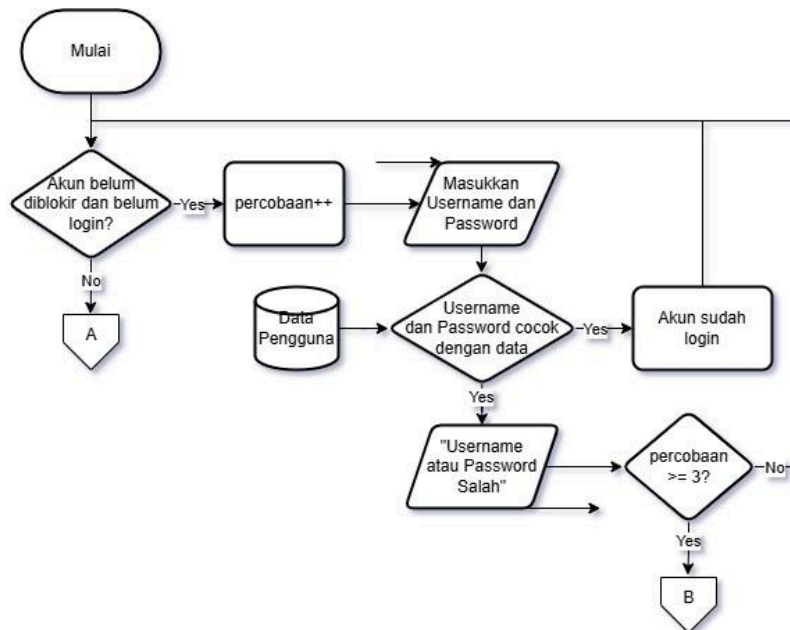 Mulai
Akun belum
diblokir dan belum
login?
Yes
percobaan++
Masukkan
Username dan
Password
No
A
Data
Pengguna
Username
dan Password cocok
dengan data
Yes
Akun sudah
login
Yes
"Username
atau Password
Salah"
percobaan
>= 3?
No
Yes
B